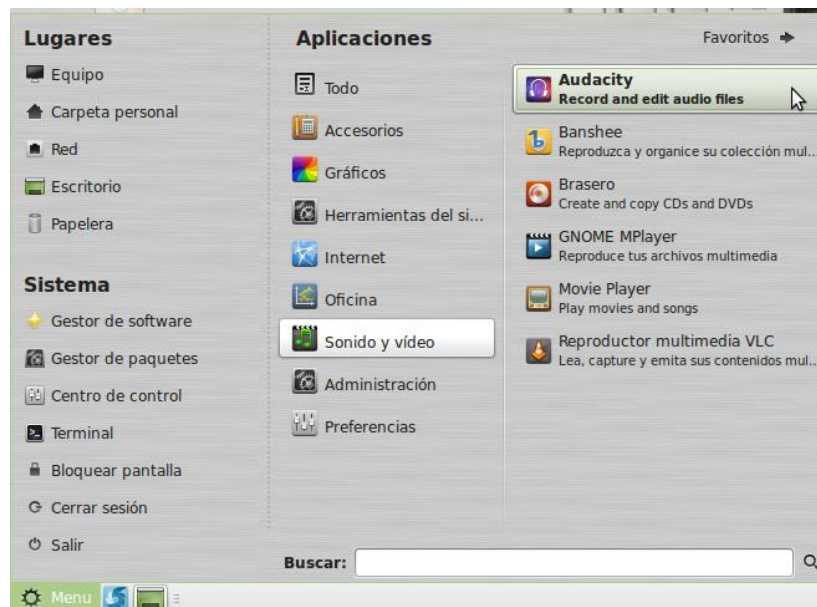 Lugares
Equipo
Carpeta personal
Red
Escritorio
Papelera
Sistema
Gestor de software
Gestor de paquetes
Centro de control
Terminal
Bloquear pantalla
Cerrar sesión
Salir
Aplicaciones
Favoritos
Todo
Accesorios
Gráficos
Herramientas del si...
Internet
Oficina
Sonido y vídeo
Administración
Preferencias
Audacity
Record and edit audio files
Banshee
Reproduzca y organice su colección mul...
Brasero
Create and copy CDs and DVDs
GNOME MPlayer
Reproduce tus archivos multimedia
Movie Player
Play movies and songs
Reproductor multimedia VLC
Lea, capture y emita sus contenidos mul...
Buscar:
Menu